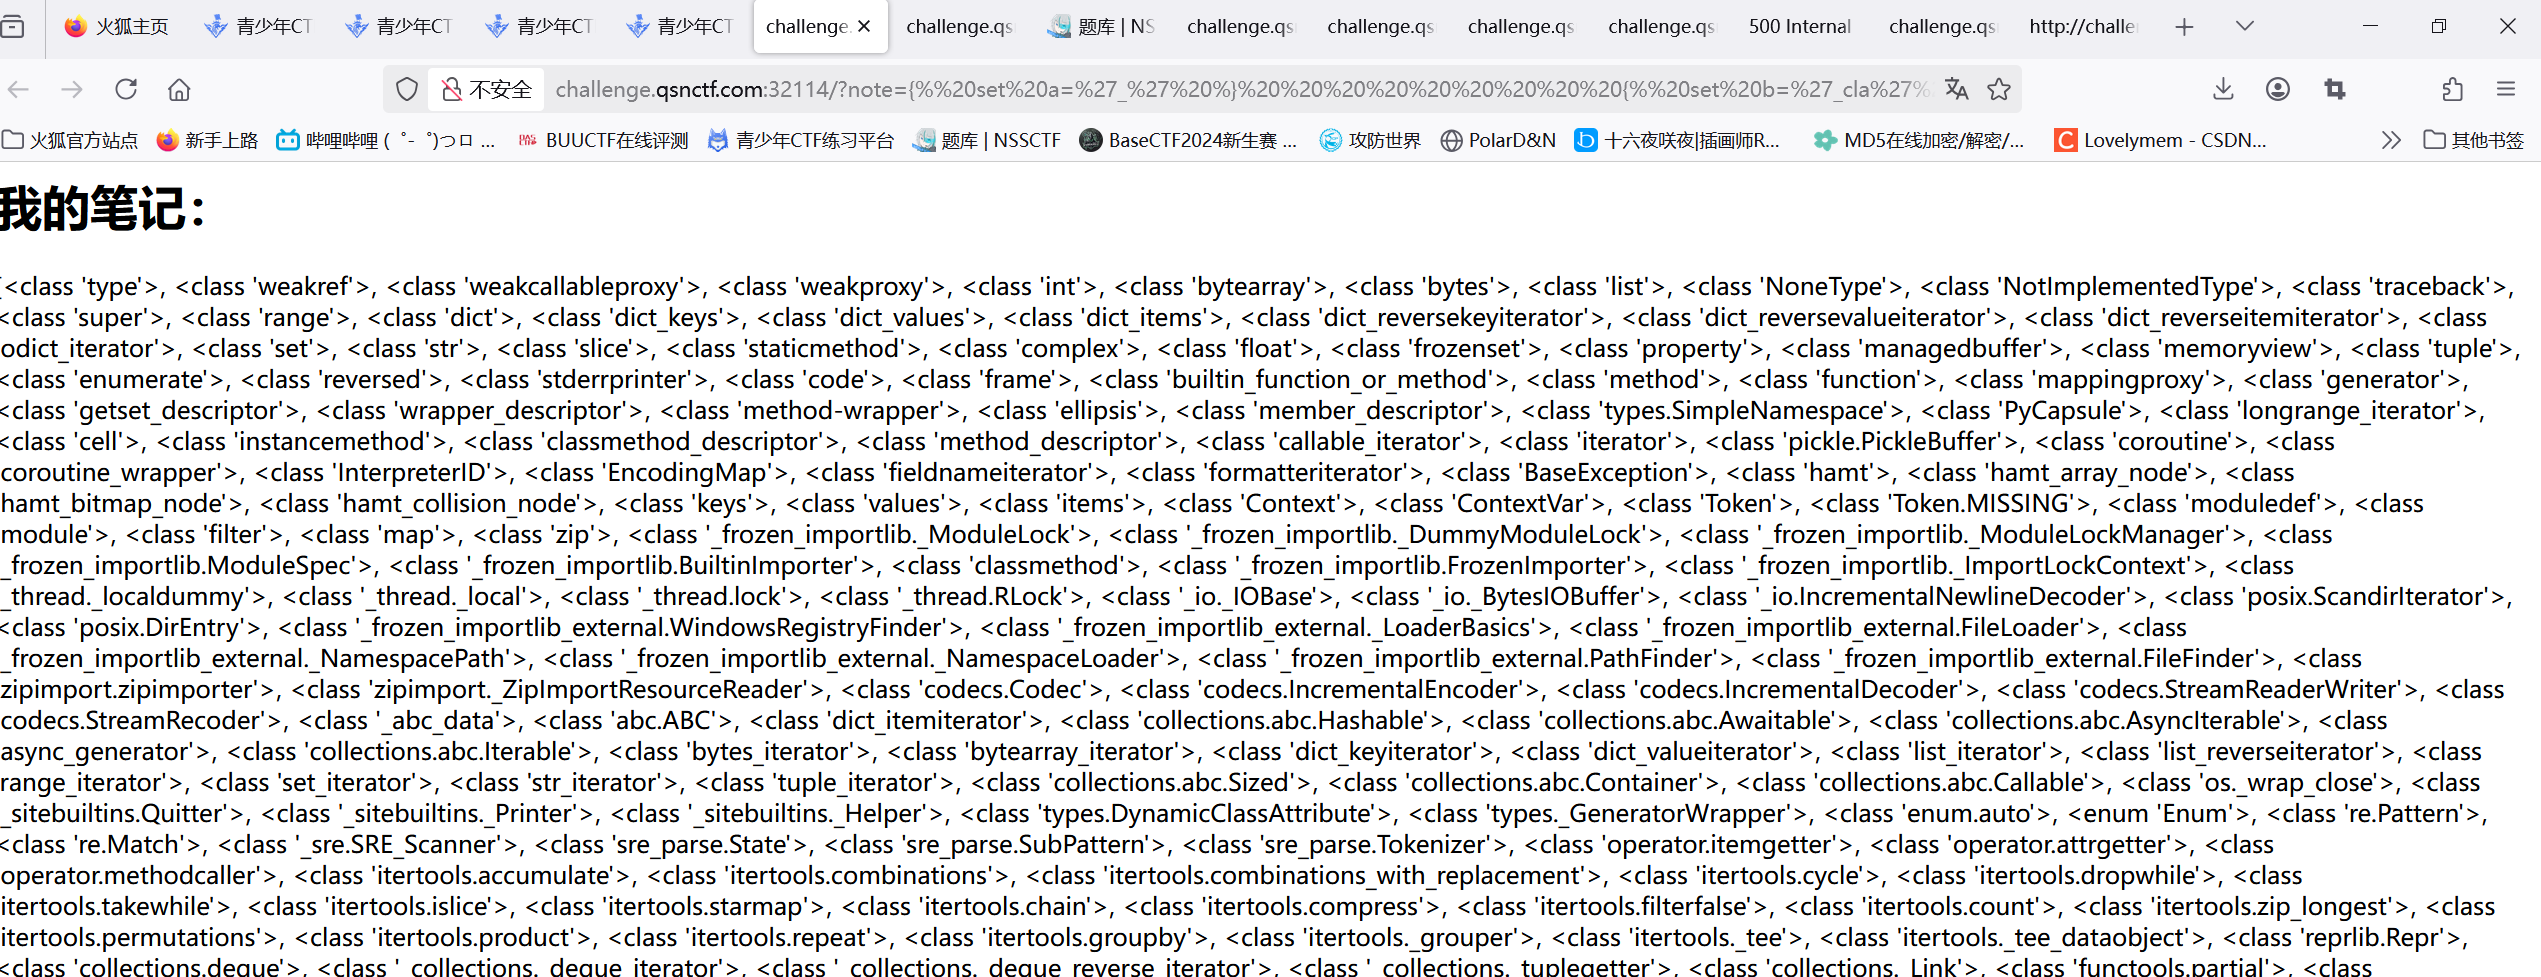 火狐主页 青少年CT 青少年CT 青少年CT 青少年CT challenge. challenge.qs 题库 | NS challenge.qs challenge.qs challenge.qs challenge.qs 500 Internal challenge.qs http://challe
不安全 challenge.qsnctf.com:32114/?note={%%20set%20a=%27_%27%20%}%20%20%20%20%20%20%20%20%20{%%20set%20b=%27_cla%27%
火狐官方站点 新手上路 哔哩哔哩 ( ゜- ゜)つロ ... BUUCTF在线评测 青少年CTF练习平台 题库 | NSSCTF BaseCTF2024新生赛 ... 攻防世界 PolarD&N 十六夜咲夜|插画师R... MD5在线加密/解密/... Lovelymem - CSDN... 其他书签
我的笔记：
[<class 'type'>, <class 'weakref'>, <class 'weakcallableproxy'>, <class 'weakproxy'>, <class 'int'>, <class 'bytearray'>, <class 'bytes'>, <class 'list'>, <class 'NoneType'>, <class 'NotImplementedType'>, <class 'traceback'>,
<class 'super'>, <class 'range'>, <class 'dict'>, <class 'dict_keys'>, <class 'dict_values'>, <class 'dict_items'>, <class 'dict_reversekeyiterator'>, <class 'dict_reversevalueiterator'>, <class 'dict_reverseitemiterator'>, <class
odict_iterator'>, <class 'set'>, <class 'str'>, <class 'slice'>, <class 'staticmethod'>, <class 'complex'>, <class 'float'>, <class 'frozenset'>, <class 'property'>, <class 'managedbuffer'>, <class 'memoryview'>, <class 'tuple'>,
<class 'enumerate'>, <class 'reversed'>, <class 'stderrprinter'>, <class 'code'>, <class 'frame'>, <class 'builtin_function_or_method'>, <class 'method'>, <class 'function'>, <class 'mappingproxy'>, <class 'generator'>,
<class 'getset_descriptor'>, <class 'wrapper_descriptor'>, <class 'method-wrapper'>, <class 'ellipsis'>, <class 'member_descriptor'>, <class 'types.SimpleNamespace'>, <class 'PyCapsule'>, <class 'longrange_iterator'>,
<class 'cell'>, <class 'instancemethod'>, <class 'classmethod_descriptor'>, <class 'method_descriptor'>, <class 'callable_iterator'>, <class 'iterator'>, <class 'pickle.PickleBuffer'>, <class 'coroutine'>, <class
coroutine_wrapper'>, <class 'InterpreterID'>, <class 'EncodingMap'>, <class 'fieldnameiterator'>, <class 'formatteriterator'>, <class 'BaseException'>, <class 'hamt'>, <class 'hamt_array_node'>, <class
hamt_bitmap_node'>, <class 'hamt_collision_node'>, <class 'keys'>, <class 'values'>, <class 'items'>, <class 'Context'>, <class 'ContextVar'>, <class 'Token'>, <class 'Token.MISSING'>, <class 'moduledef'>, <class
module'>, <class 'filter'>, <class 'map'>, <class 'zip'>, <class '_frozen_importlib._ModuleLock'>, <class '_frozen_importlib._DummyModuleLock'>, <class '_frozen_importlib._ModuleLockManager'>, <class
_frozen_importlib.ModuleSpec'>, <class '_frozen_importlib.BuiltinImporter'>, <class 'classmethod'>, <class '_frozen_importlib.FrozenImporter'>, <class '_frozen_importlib._ImportLockContext'>, <class
_thread._localdummy'>, <class '_thread._local'>, <class '_thread.lock'>, <class '_thread.RLock'>, <class '_io._IOBase'>, <class '_io._BytesIOBuffer'>, <class '_io.IncrementalNewlineDecoder'>, <class 'posix.ScandirIterator'>,
<class 'posix.DirEntry'>, <class '_frozen_importlib_external.WindowsRegistryFinder'>, <class '_frozen_importlib_external._LoaderBasics'>, <class '_frozen_importlib_external.FileLoader'>, <class
_frozen_importlib_external._NamespacePath'>, <class '_frozen_importlib_external._NamespaceLoader'>, <class '_frozen_importlib_external.PathFinder'>, <class '_frozen_importlib_external.FileFinder'>, <class
zipimport.zipimporter'>, <class 'zipimport._ZipImportResourceReader'>, <class 'codecs.Codec'>, <class 'codecs.IncrementalEncoder'>, <class 'codecs.IncrementalDecoder'>, <class 'codecs.StreamReaderWriter'>, <class
codecs.StreamRecoder'>, <class '_abc_data'>, <class 'abc.ABC'>, <class 'dict_itemiterator'>, <class 'collections.abc.Hashable'>, <class 'collections.abc.Awaitable'>, <class 'collections.abc.AsyncIterable'>, <class
async_generator'>, <class 'collections.abc.Iterable'>, <class 'bytes_iterator'>, <class 'bytearray_iterator'>, <class 'dict_keyiterator'>, <class 'dict_valueiterator'>, <class 'list_iterator'>, <class 'list_reverseiterator'>, <class
range_iterator'>, <class 'set_iterator'>, <class 'str_iterator'>, <class 'tuple_iterator'>, <class 'collections.abc.Sized'>, <class 'collections.abc.Container'>, <class 'collections.abc.Callable'>, <class 'os._wrap_close'>, <class
_sitebuiltins.Quitter'>, <class '_sitebuiltins._Printer'>, <class '_sitebuiltins._Helper'>, <class 'types.DynamicClassAttribute'>, <class 'types._GeneratorWrapper'>, <class 'enum.auto'>, <enum 'Enum'>, <class 're.Pattern'>,
<class 're.Match'>, <class '_sre.SRE_Scanner'>, <class 'sre_parse.State'>, <class 'sre_parse.SubPattern'>, <class 'sre_parse.Tokenizer'>, <class 'operator.itemgetter'>, <class 'operator.attrgetter'>, <class
operator.methodcaller'>, <class 'itertools.accumulate'>, <class 'itertools.combinations'>, <class 'itertools.combinations_with_replacement'>, <class 'itertools.cycle'>, <class 'itertools.dropwhile'>, <class
itertools.takewhile'>, <class 'itertools.islice'>, <class 'itertools.starmap'>, <class 'itertools.chain'>, <class 'itertools.compress'>, <class 'itertools.filterfalse'>, <class 'itertools.count'>, <class 'itertools.zip_longest'>, <class
itertools.permutations'>, <class 'itertools.product'>, <class 'itertools.repeat'>, <class 'itertools.groupby'>, <class 'itertools._grouper'>, <class 'itertools._tee'>, <class 'itertools._tee_dataobject'>, <class 'reprlib.Repr'>,
<class 'collections.deque'>, <class '_collections._deque_iterator'>, <class '_collections._deque_reverse_iterator'>, <class '_collections._tuplegetter'>, <class 'collections._Link'>, <class 'functools.partial'>, <class